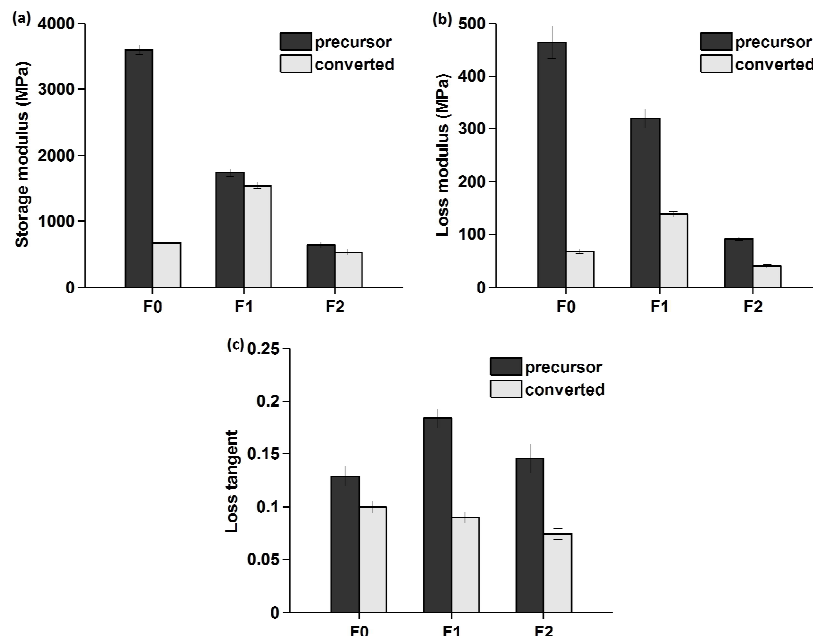 (a)
4000
3000
2000
1000
0
Storage modulus (MPa)
precursor
converted
F0 F1 F2
(b)
500
400
300
200
100
0
Loss modulus (MPa)
precursor
converted
F0 F1 F2
(c)
0.25
0.2
0.15
0.1
0.05
0
Loss tangent
precursor
converted
F0 F1 F2